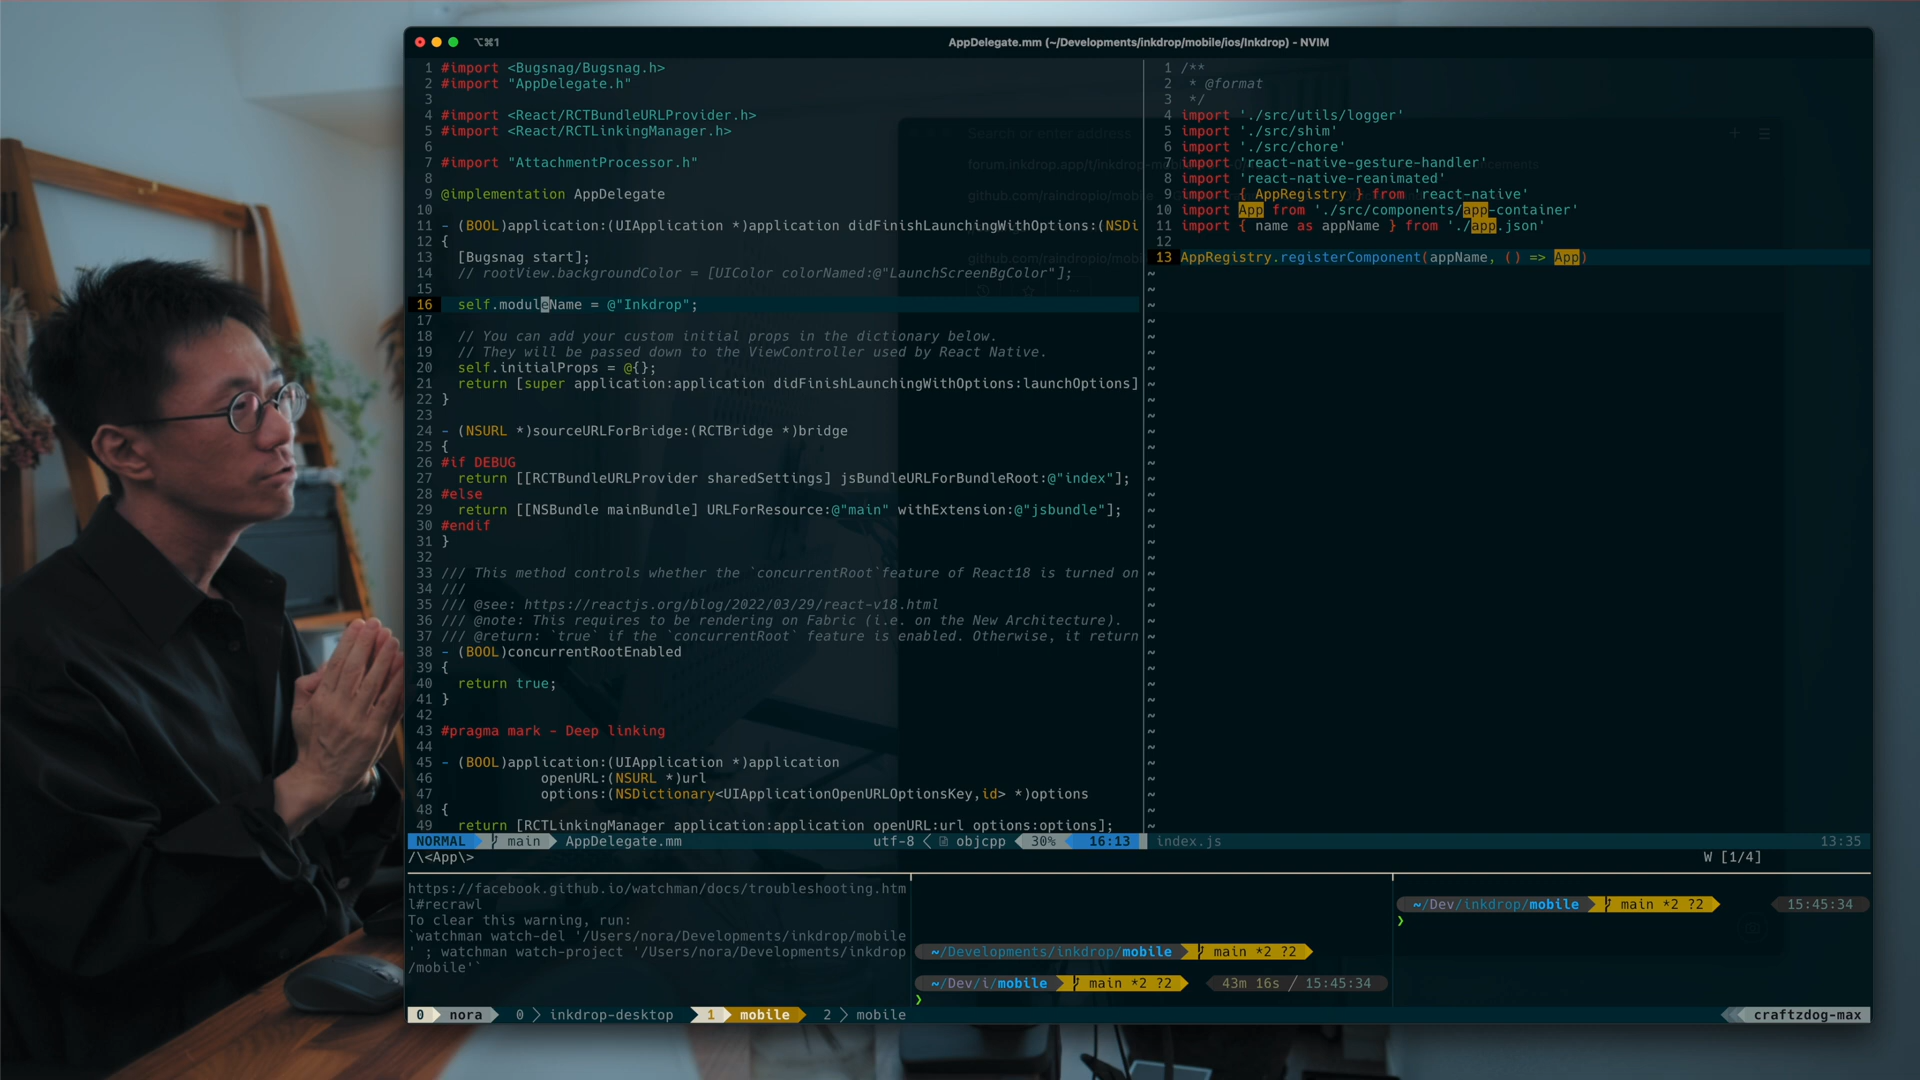 ⌥⌘1
AppDelegate.mm (~/Developments/inkdrop/mobile/ios/Inkdrop) - NVIM
1 #import <Bugsnag/Bugsnag.h>
2 #import "AppDelegate.h"
3
4 #import <React/RCTBundleURLProvider.h>
5 #import <React/RCTLinkingManager.h>
6
7 #import "AttachmentProcessor.h"
8
9 @implementation AppDelegate
10
11 - (BOOL)application:(UIApplication *)application didFinishLaunchingWithOptions:(NSDi
12 {
13 [Bugsnag start];
14 // rootView.backgroundColor = [UIColor colorNamed:@"LaunchScreenBgColor"];
15
16 self.moduleName = @"Inkdrop";
17
18 // You can add your custom initial props in the dictionary below.
19 // They will be passed down to the ViewController used by React Native.
20 self.initialProps = @{};
21 return [super application:application didFinishLaunchingWithOptions:launchOptions]
22 }
23
24 - (NSURL *)sourceURLForBridge:(RCTBridge *)bridge
25 {
26 #if DEBUG
27 return [[RCTBundleURLProvider sharedSettings] jsBundleURLForBundleRoot:@"index"];
28 #else
29 return [[NSBundle mainBundle] URLForResource:@"main" withExtension:@"jsbundle"];
30 #endif
31 }
32
33 /// This method controls whether the `concurrentRoot`feature of React18 is turned on
34 ///
35 /// @see: https://reactjs.org/blog/2022/03/29/react-v18.html
36 /// @note: This requires to be rendering on Fabric (i.e. on the New Architecture).
37 /// @return: `true` if the `concurrentRoot` feature is enabled. Otherwise, it return
38 - (BOOL)concurrentRootEnabled
39 {
40 return true;
41 }
42
43 #pragma mark - Deep linking
44
45 - (BOOL)application:(UIApplication *)application
46 openURL:(NSURL *)url
47 options:(NSDictionary<UIApplicationOpenURLOptionsKey,id> *)options
48 {
49 return [RCTLinkingManager application:application openURL:url options:options];
NORMAL main AppDelegate.mm utf-8 objcpp 30% 16:13
/\<App\>
1 /**
2 * @format
3 */
4 import './src/utils/logger'
5 import './src/shim'
6 import './src/chore'
7 import 'react-native-gesture-handler'
8 import 'react-native-reanimated'
9 import { AppRegistry } from 'react-native'
10 import App from './src/components/app-container'
11 import { name as appName } from './app.json'
12
13 AppRegistry.registerComponent(appName, () => App)
index.js 13:35
W [1/4]
Search or enter address
forum.inkdrop.app/t/inkdrop-mob
github.com/raindropio/mobile
github.com/raindropio/mob
https://facebook.github.io/watchman/docs/troubleshooting.htm
l#recrawl
To clear this warning, run:
`watchman watch-del '/Users/nora/Developments/inkdrop/mobile
' ; watchman watch-project '/Users/nora/Developments/inkdrop
/mobile'`
~/Developments/inkdrop/mobile main *2 ?2
~/Dev/i/mobile main *2 ?2 43m 16s / 15:45:34
❯
~/Dev/inkdrop/mobile main *2 ?2 15:45:34
❯
0 nora 0 inkdrop-desktop 1 mobile 2 mobile craftzdog-max